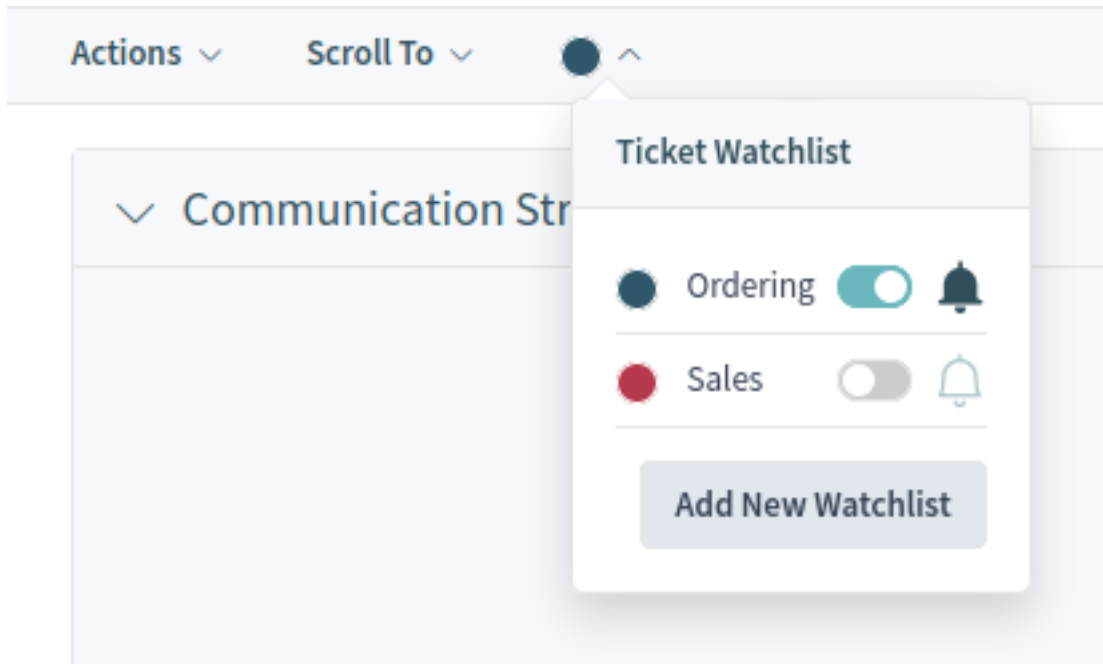 Actions
Scroll To
Ticket Watchlist
Communication Str
Ordering
Sales
Add New Watchlist